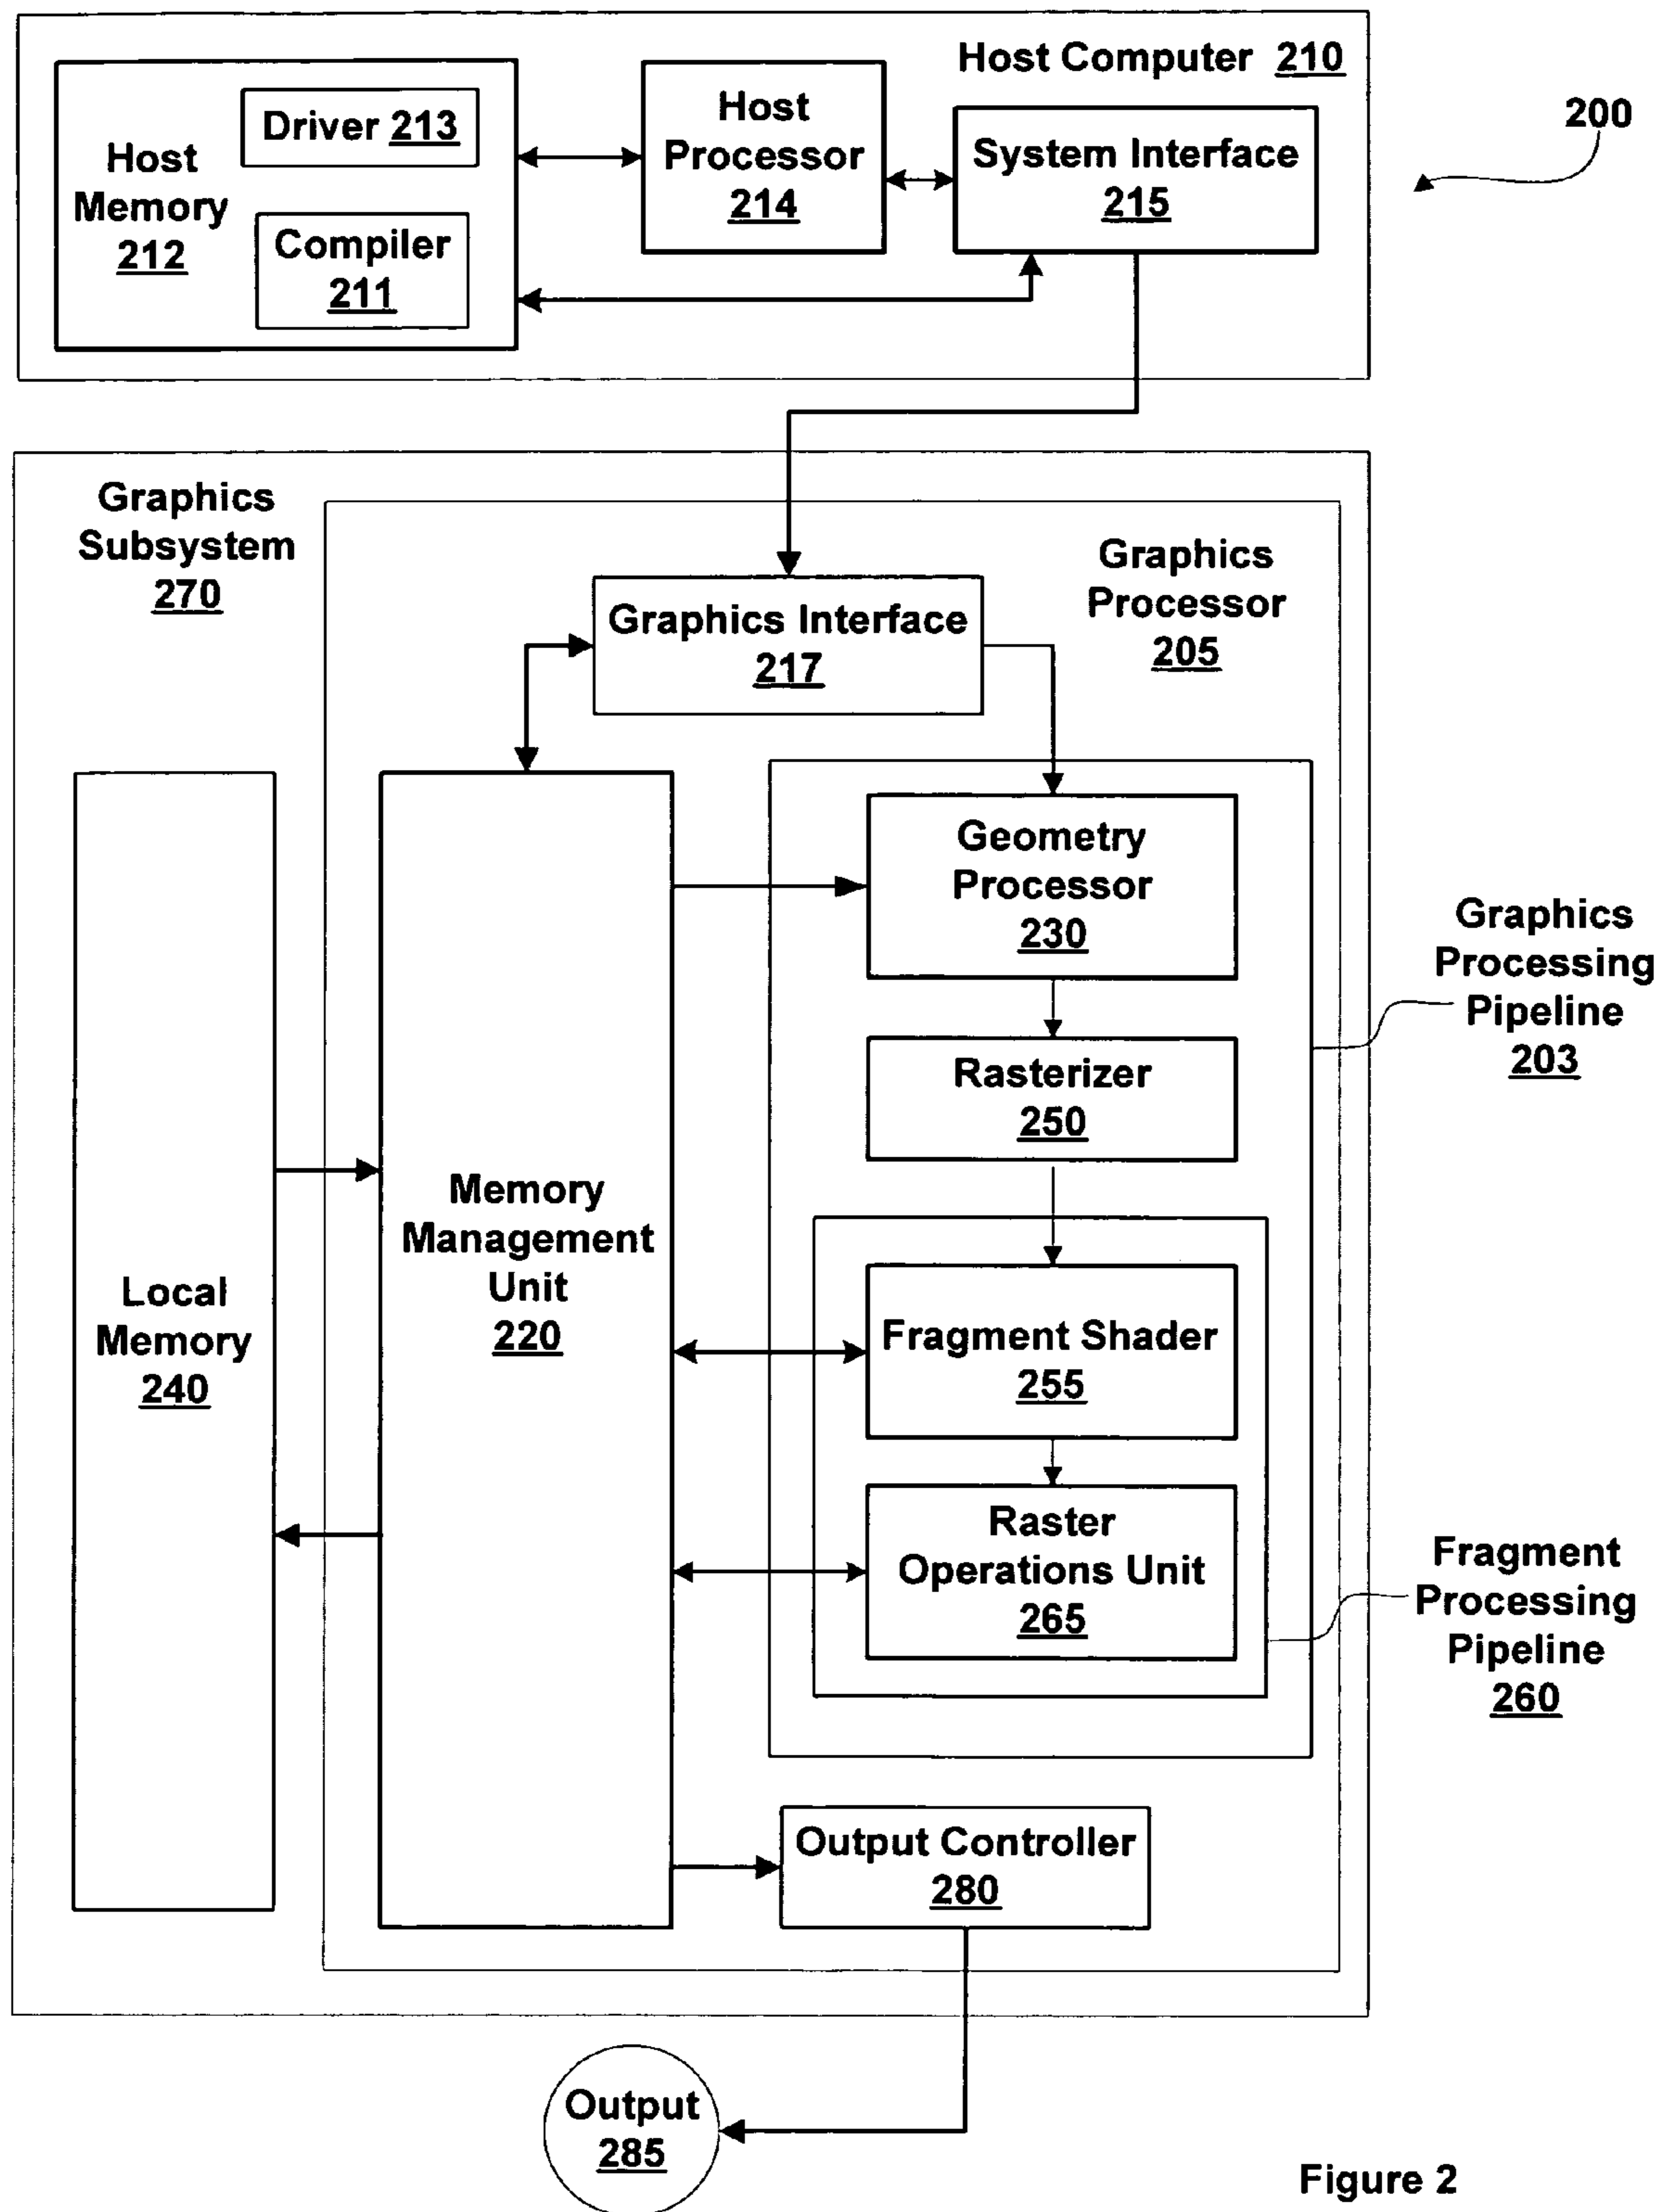 Host Computer 210
200
Driver 213
Host
Memory
212
Compiler
211
Host
Processor
214
System Interface
215
Graphics
Subsystem
270
Graphics
Processor
205
Graphics Interface
217
Geometry
Processor
230
Graphics
Processing
Pipeline
203
Rasterizer
250
Memory
Management
Unit
220
Local
Memory
240
Fragment Shader
255
Raster
Operations Unit
265
Fragment
Processing
Pipeline
260
Output Controller
280
Output
285
Figure 2